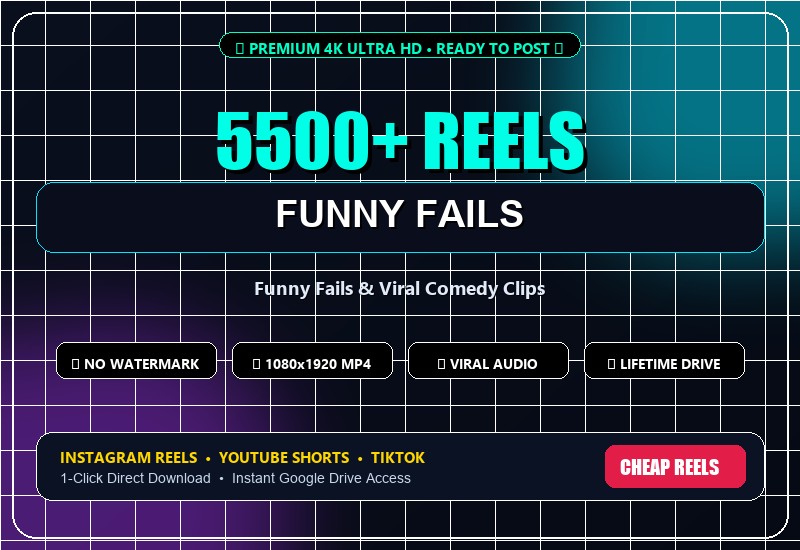 PREMIUM 4K ULTRA HD • READY TO POST
5500+ REELS
FUNNY FAILS
Funny Fails & Viral Comedy Clips
NO WATERMARK
1080x1920 MP4
VIRAL AUDIO
LIFETIME DRIVE
INSTAGRAM REELS • YOUTUBE SHORTS • TIKTOK
1-Click Direct Download • Instant Google Drive Access
CHEAP REELS